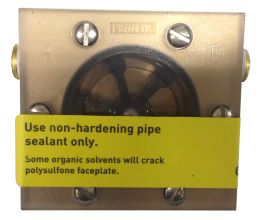 Use non-hardening pipe
sealant only.
Some organic solvents will crack
polysulfone faceplate.